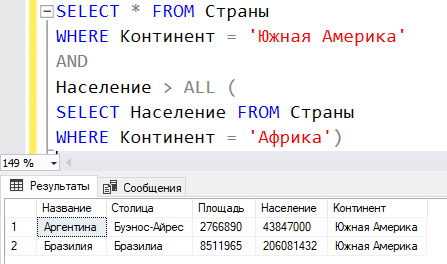 SELECT * FROM Страны
WHERE Континент = 'Южная Америка'
AND
Население > ALL (
SELECT Население FROM Страны
WHERE Континент = 'Африка')
149 %
Результаты Сообщения
Название Столица Площадь Население Континент
1 Аргентина Буэнос-Айрес 2766890 43847000 Южная Америка
2 Бразилия Бразилиа 8511965 206081432 Южная Америка